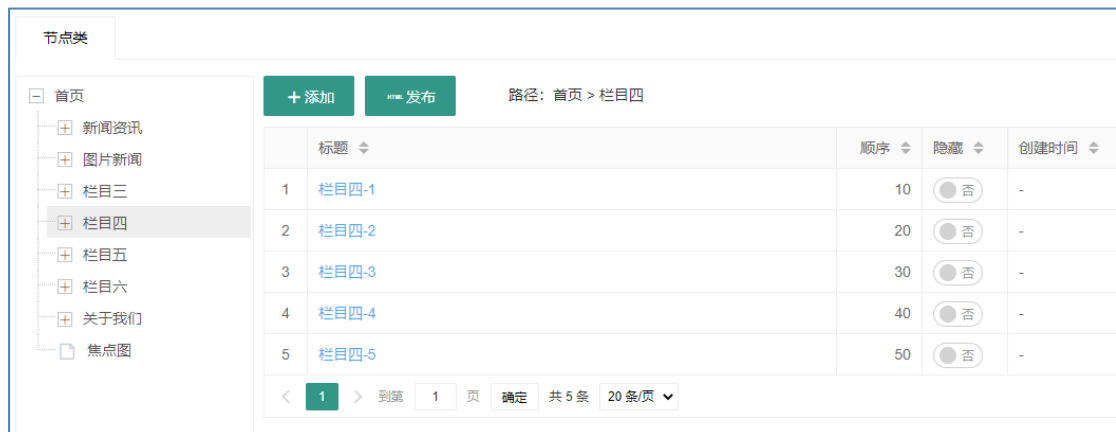 节点类
首页
新闻资讯
图片新闻
栏目三
栏目四
栏目五
栏目六
关于我们
焦点图
+ 添加 HTML 发布 路径：首页 > 栏目四
标题 顺序 隐藏 创建时间
1 栏目四-1 10 否 -
2 栏目四-2 20 否 -
3 栏目四-3 30 否 -
4 栏目四-4 40 否 -
5 栏目四-5 50 否 -
< 1 > 到第 1 页 确定 共 5 条 20 条/页